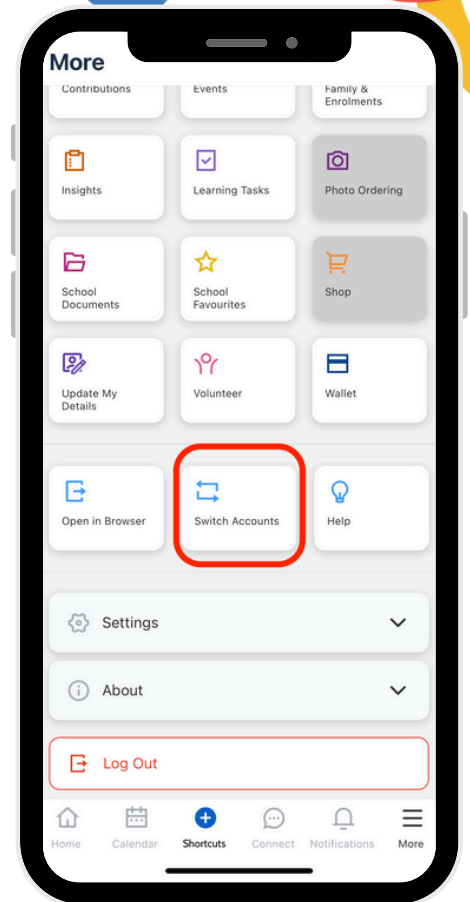 More
Contributions
Events
Family &
Enrolments
Insights
Learning Tasks
Photo Ordering
School
Documents
School
Favourites
Shop
Update My
Details
Volunteer
Wallet
Open in Browser
Switch Accounts
Help
Settings
About
Log Out
Home
Calendar
Shortcuts
Connect
Notifications
More